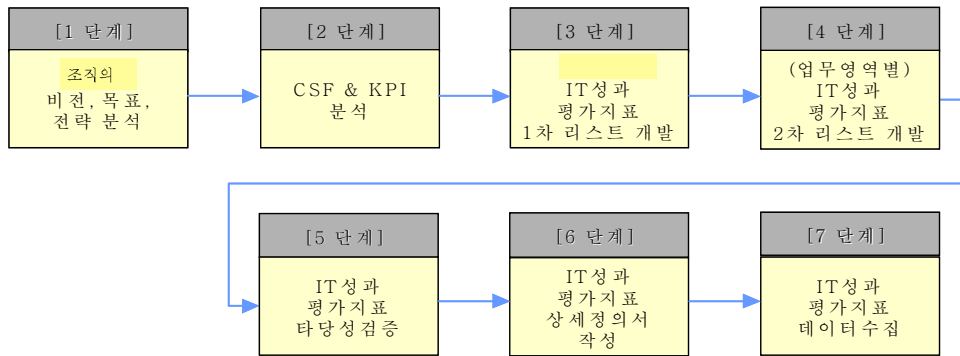 [1 단계]
조직의
비전, 목표,
전략 분석
[2 단계]
CSF & KPI
분석
[3 단계]
IT성과
평가지표
1차 리스트 개발
[4 단계]
(업무영역별)
IT성과
평가지표
2차 리스트 개발
[5 단계]
IT성과
평가지표
타당성검증
[6 단계]
IT성과
평가지표
상세정의서
작성
[7 단계]
IT성과
평가지표
데이터수집